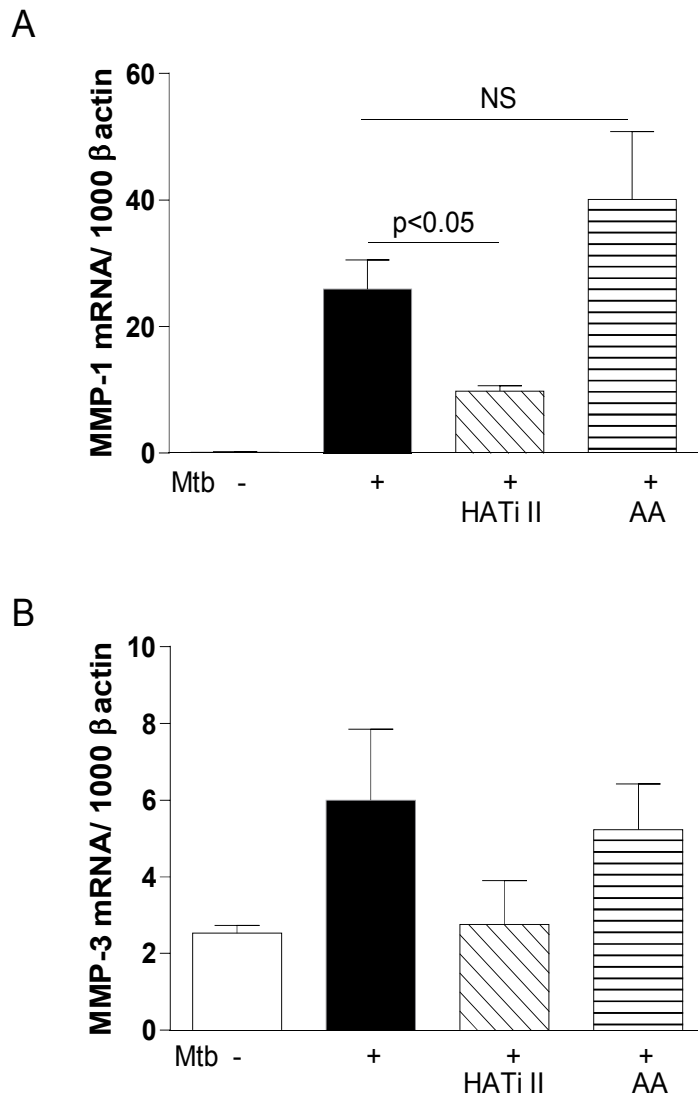 A
MMP-1 mRNA/ 1000 β actin
60
40
20
0
NS
p<0.05
Mtb - + + +
HATi II AA
B
MMP-3 mRNA/ 1000 β actin
10
8
6
4
2
0
Mtb - + + +
HATi II AA